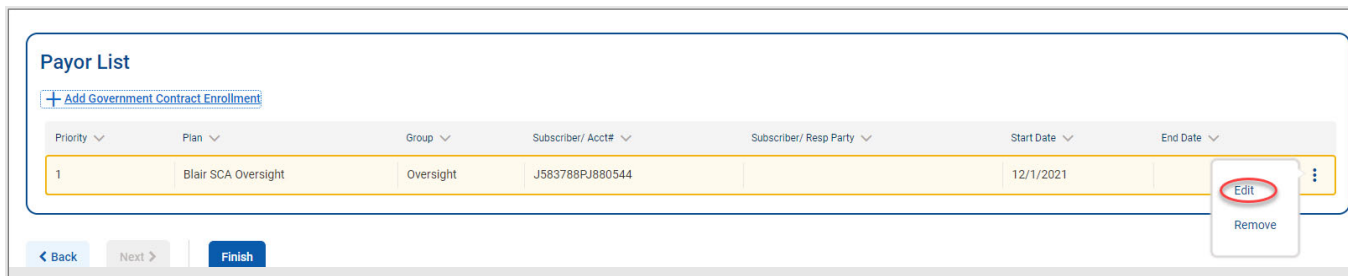 Payor List
Add Government Contract Enrollment
Priority Plan Group Subscriber/ Acct# Subscriber/ Resp Party Start Date End Date
1 Blair SCA Oversight Oversight J583788PJ880544 12/1/2021
Edit
Remove
Back Next Finish